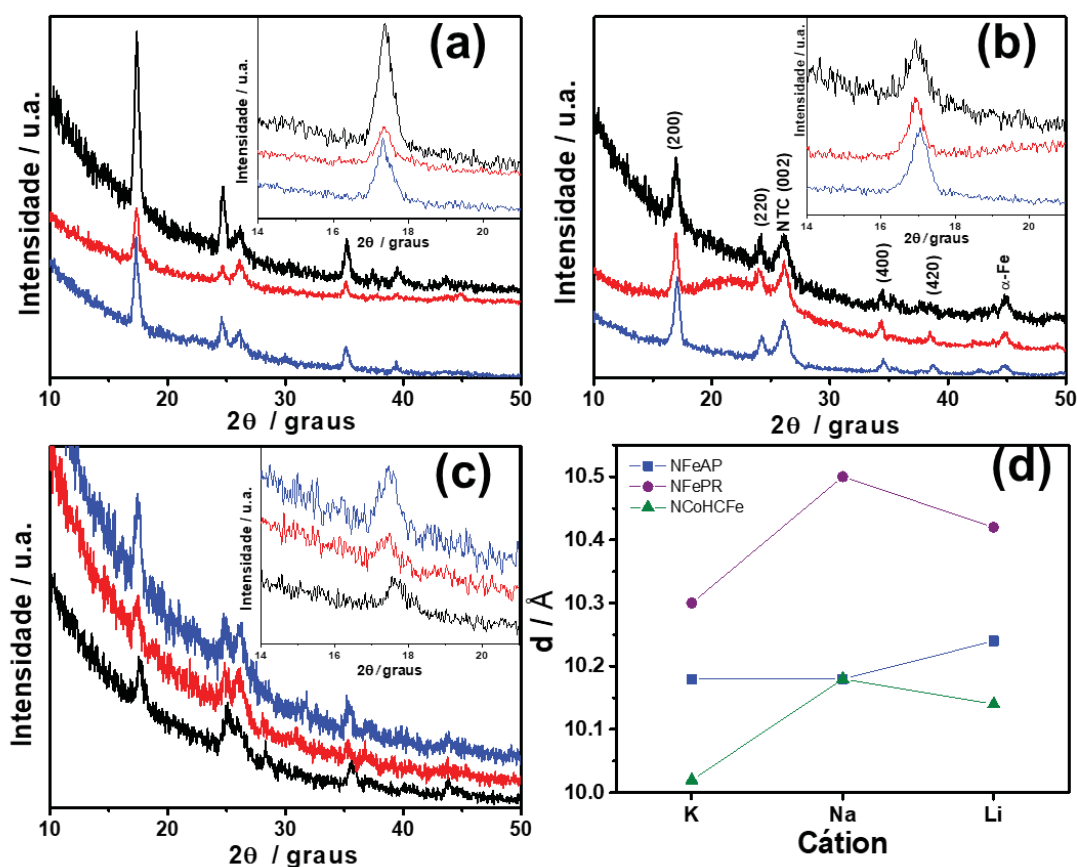 (a)
Intensidade / u.a.
10 20 30 40 50
2θ / graus
Intensidade / u.a.
14 16 18 20
2θ / graus
(b)
Intensidade / u.a.
(200)
(220)
NTC (002)
(400)
(420)
α-Fe
10 20 30 40 50
2θ / graus
Intensidade / u.a.
14 16 18 20
2θ / graus
(c)
Intensidade / u.a.
10 20 30 40 50
2θ / graus
Intensidade / u.a.
14 16 18 20
2θ / graus
(d)
NFeAP
NFePR
NCoHCFe
d / Å
10.5
10.4
10.3
10.2
10.1
10.0
K Na Li
Cátion